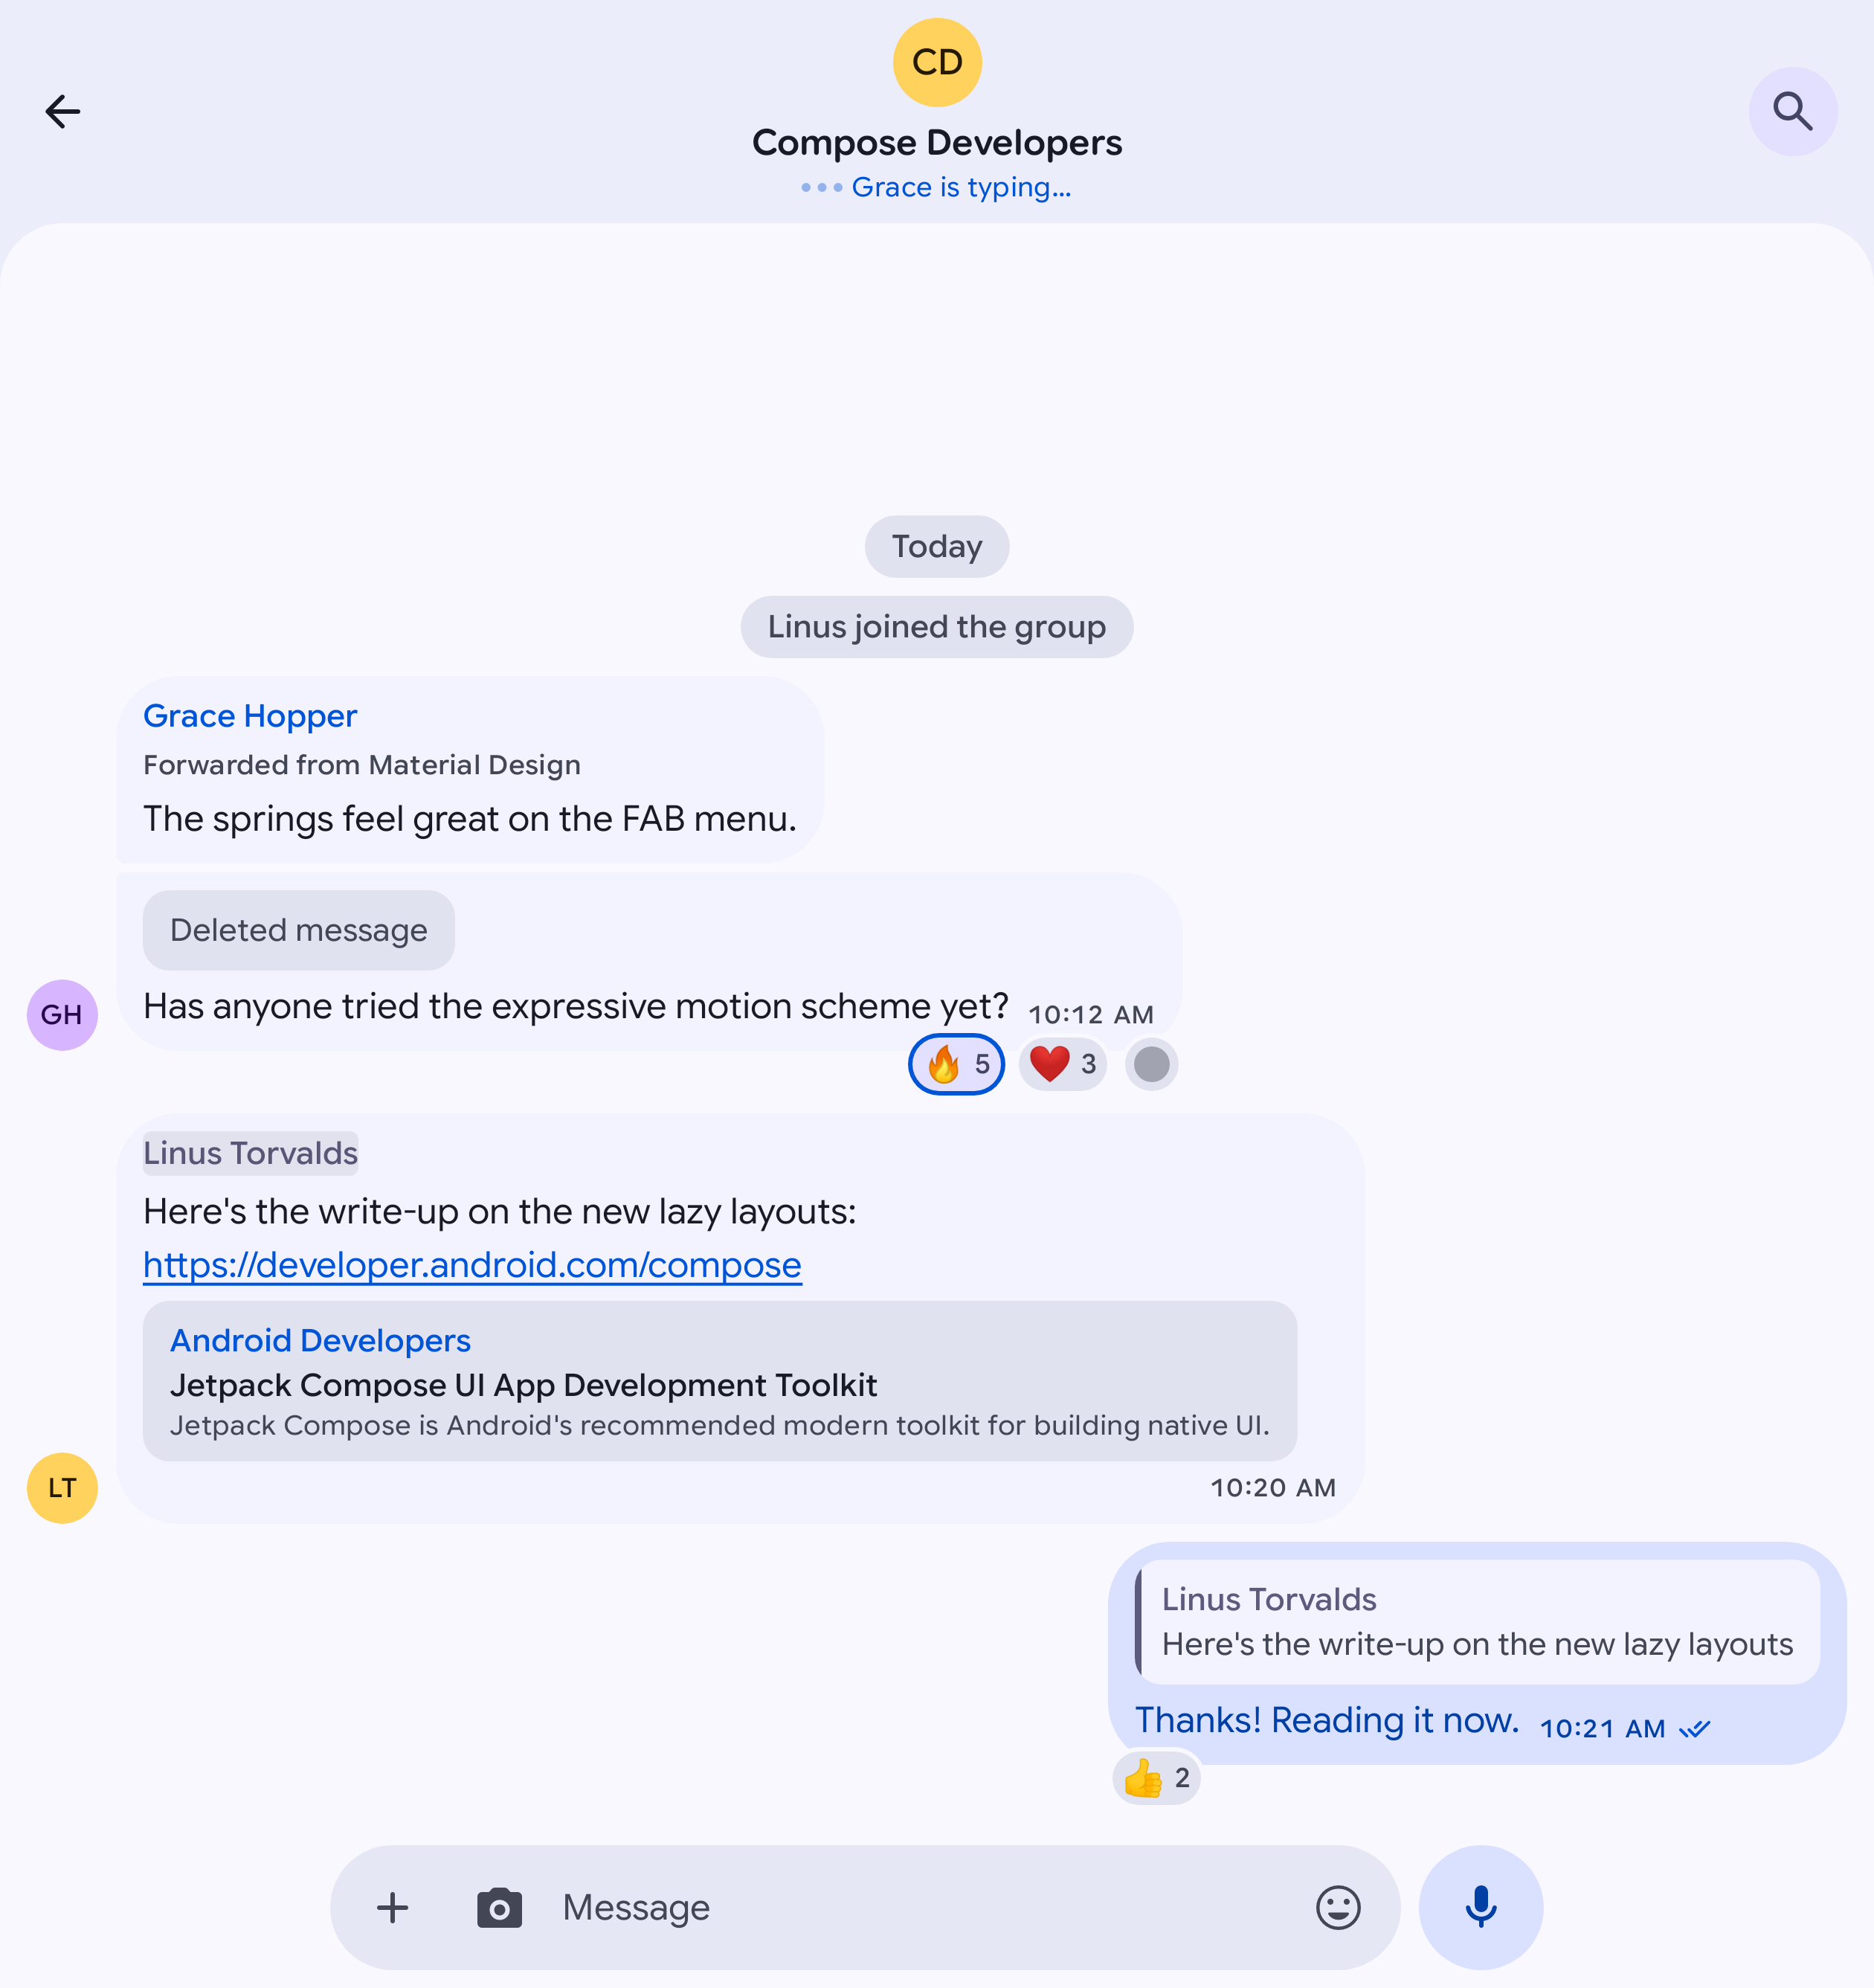 CD
Compose Developers
Grace is typing...
Today
Linus joined the group
Grace Hopper
Forwarded from Material Design
The springs feel great on the FAB menu.
Deleted message
Has anyone tried the expressive motion scheme yet? 10:12 AM
GH
🔥 5 ❤️ 3
Linus Torvalds
Here's the write-up on the new lazy layouts:
https://developer.android.com/compose
Android Developers
Jetpack Compose UI App Development Toolkit
Jetpack Compose is Android's recommended modern toolkit for building native UI.
LT
10:20 AM
Linus Torvalds
Here's the write-up on the new lazy layouts
Thanks! Reading it now. 10:21 AM
👍 2
Message